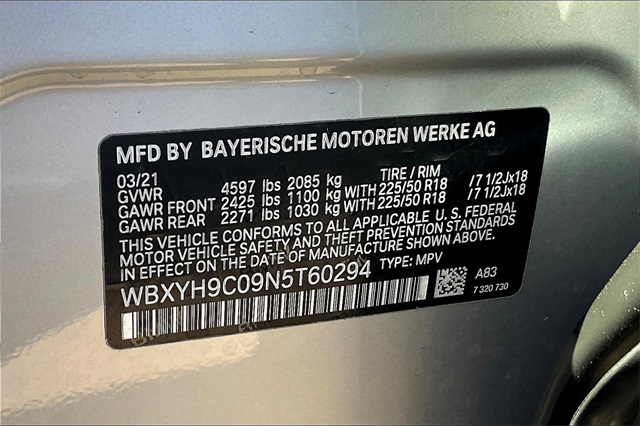 MFD BY BAYERISCHE MOTOREN WERKE AG
03/21 TIRE / RIM
GVWR 4597 lbs 2085 kg
GAWR FRONT 2425 lbs 1100 kg WITH 225/50 R18 /7 1/2Jx18
GAWR REAR 2271 lbs 1030 kg WITH 225/50 R18 /7 1/2Jx18
THIS VEHICLE CONFORMS TO ALL APPLICABLE U. S. FEDERAL
MOTOR VEHICLE SAFETY AND THEFT PREVENTION STANDARDS
IN EFFECT ON THE DATE OF MANUFACTURE SHOWN ABOVE.
WBXYH9C09N5T60294 TYPE: MPV
A83
7 320 730